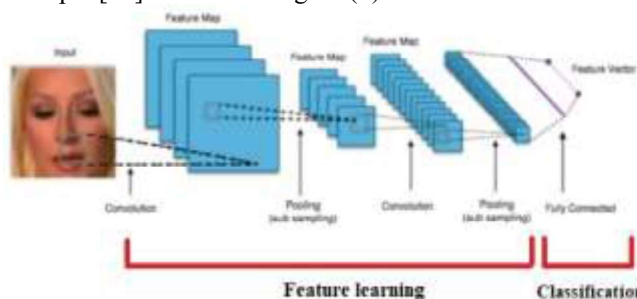 Feature Map
Input
Feature Map
Feature Map
Feature Vector
Convolution
Pooling
(sub sampling)
Convolution
Pooling
(sub sampling)
Fully Connected
Feature learning
Classification